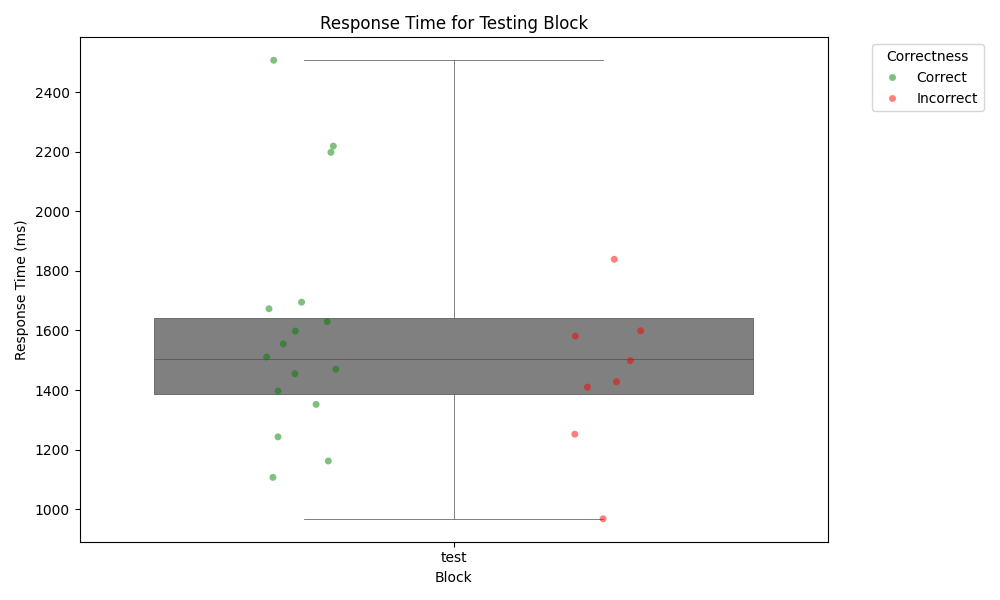 Response Time for Testing Block
Correctness
Correct
Incorrect
Response Time (ms)
2400
2200
2000
1800
1600
1400
1200
1000
test
Block